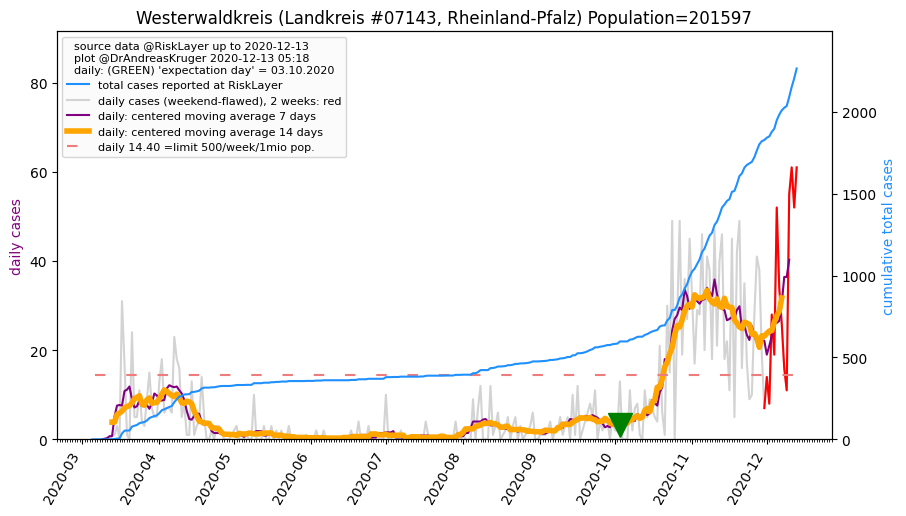 Westerwaldkreis (Landkreis #07143, Rheinland-Pfalz) Population=201597
source data @RiskLayer up to 2020-12-13
plot @DrAndreasKruger 2020-12-13 05:18
daily: (GREEN) 'expectation day' = 03.10.2020
total cases reported at RiskLayer
daily cases (weekend-flawed), 2 weeks: red
daily: centered moving average 7 days
daily: centered moving average 14 days
daily 14.40 =limit 500/week/1mio pop.
daily cases
80
60
40
20
0
cumulative total cases
2000
1500
1000
500
0
2020-03
2020-04
2020-05
2020-06
2020-07
2020-08
2020-09
2020-10
2020-11
2020-12